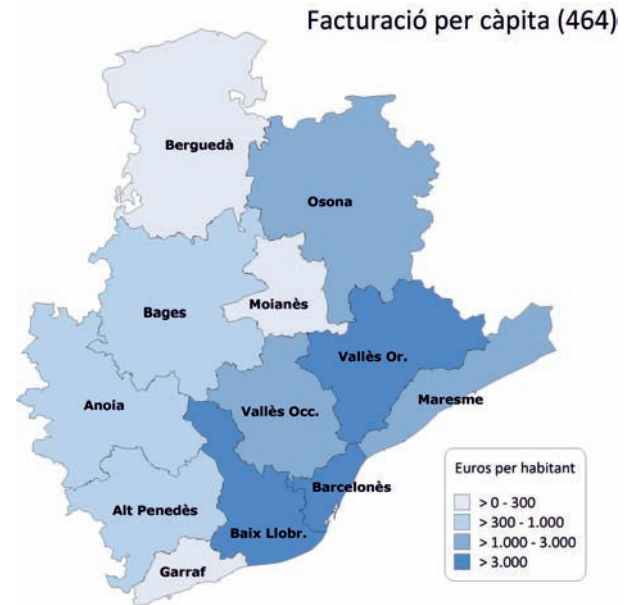 Facturació per càpita (464)
Berguedà
Osona
Bages
Moianès
Vallès Or.
Anoia
Vallès Occ.
Maresme
Barcelonès
Alt Penedès
Baix Llobr.
Garraf
Euros per habitant
> 0 - 300
> 300 - 1.000
> 1.000 - 3.000
> 3.000